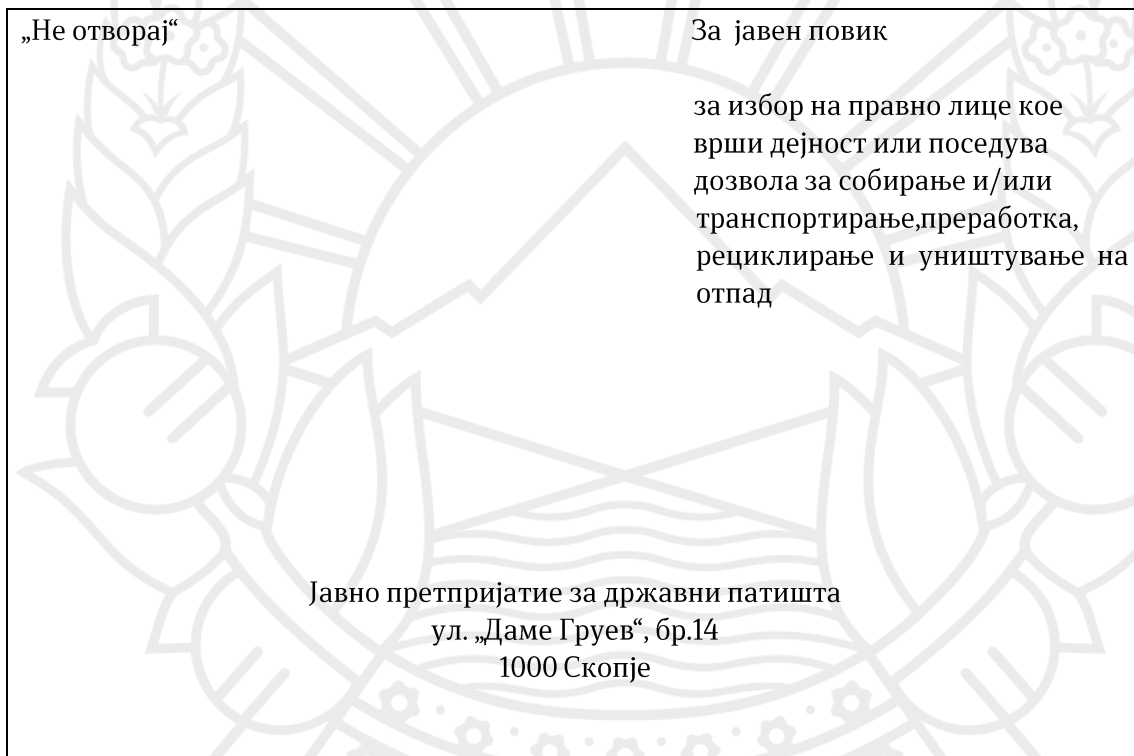 „Не отворај“
За јавен повик
за избор на правно лице кое
врши дејност или поседува
дозвола за собирање и/или
транспортирање,преработка,
рециклирање и уништување на
отпад
Јавно претпријатие за државни патишта
ул. „Даме Груев“, бр.14
1000 Скопје